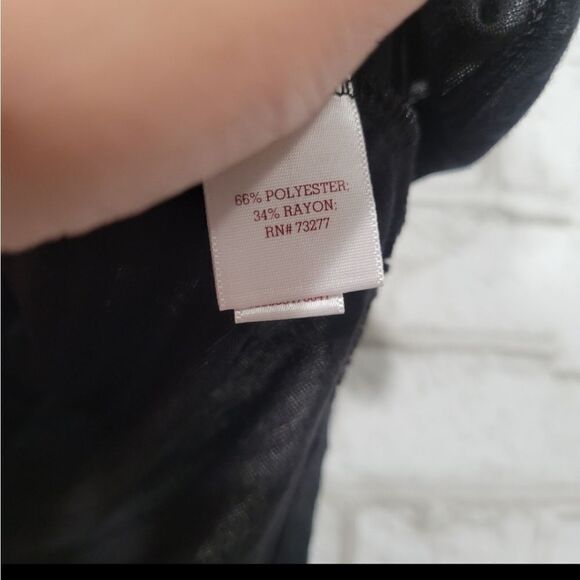 66% POLYESTER;
34% RAYON;
RN# 73277